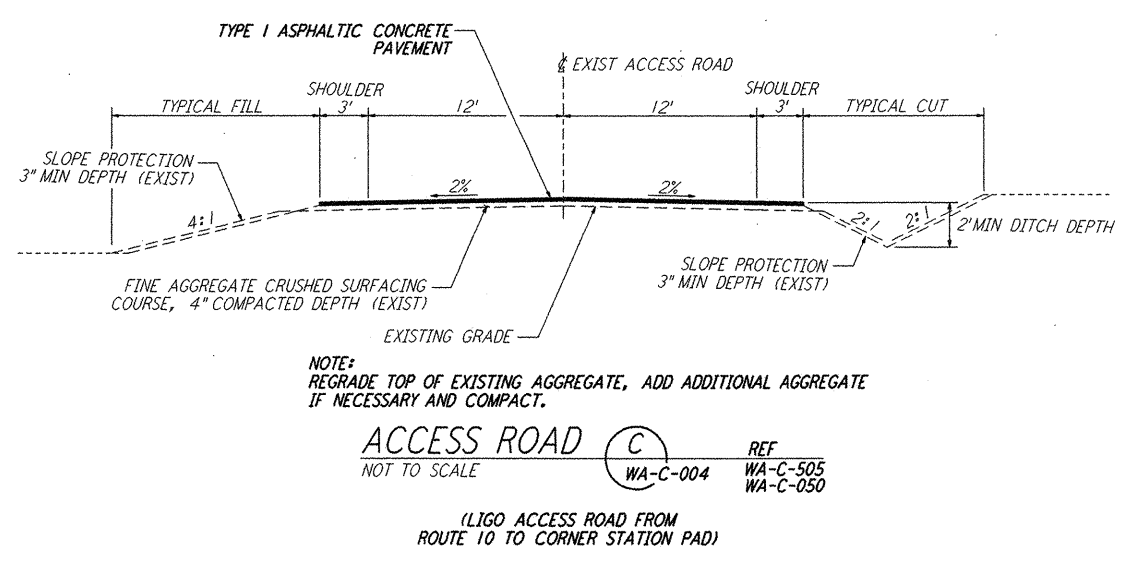 TYPE I ASPHALTIC CONCRETE
PAVEMENT
℄ EXIST ACCESS ROAD
SHOULDER
SHOULDER
TYPICAL FILL
3'
12'
12'
3'
TYPICAL CUT
SLOPE PROTECTION
3" MIN DEPTH (EXIST)
2%
2%
4:1
2:1
2:1
2' MIN DITCH DEPTH
SLOPE PROTECTION
3" MIN DEPTH (EXIST)
FINE AGGREGATE CRUSHED SURFACING
COURSE, 4" COMPACTED DEPTH (EXIST)
EXISTING GRADE
NOTE:
REGRADE TOP OF EXISTING AGGREGATE, ADD ADDITIONAL AGGREGATE
IF NECESSARY AND COMPACT.
ACCESS ROAD
C
REF
NOT TO SCALE
WA-C-004
WA-C-505
WA-C-050
(LIGO ACCESS ROAD FROM
ROUTE 10 TO CORNER STATION PAD)